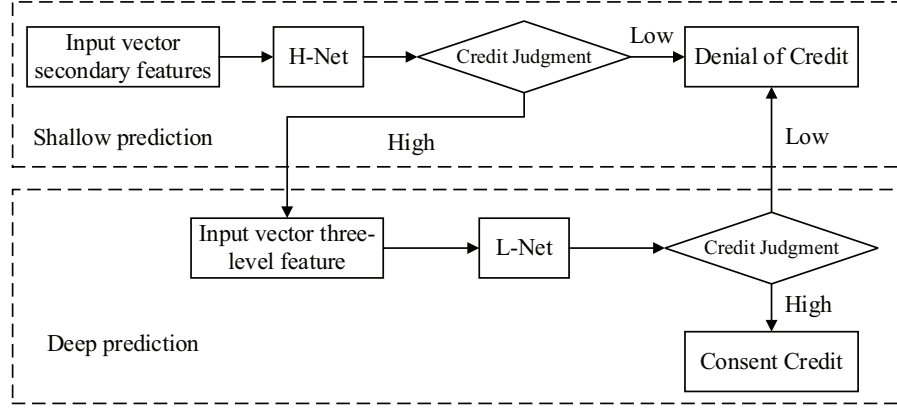 Input vector
secondary features
H-Net
Credit Judgment
Low
Denial of Credit
Shallow prediction
High
Low
Input vector three-
level feature
L-Net
Credit Judgment
High
Deep prediction
Consent Credit